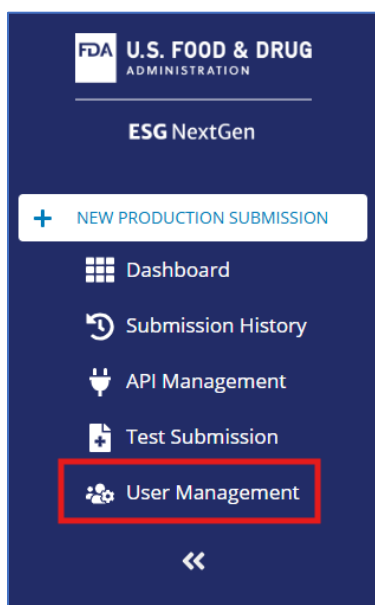 FDA U.S. FOOD & DRUG
ADMINISTRATION
ESG NextGen
+ NEW PRODUCTION SUBMISSION
Dashboard
Submission History
API Management
Test Submission
User Management
«